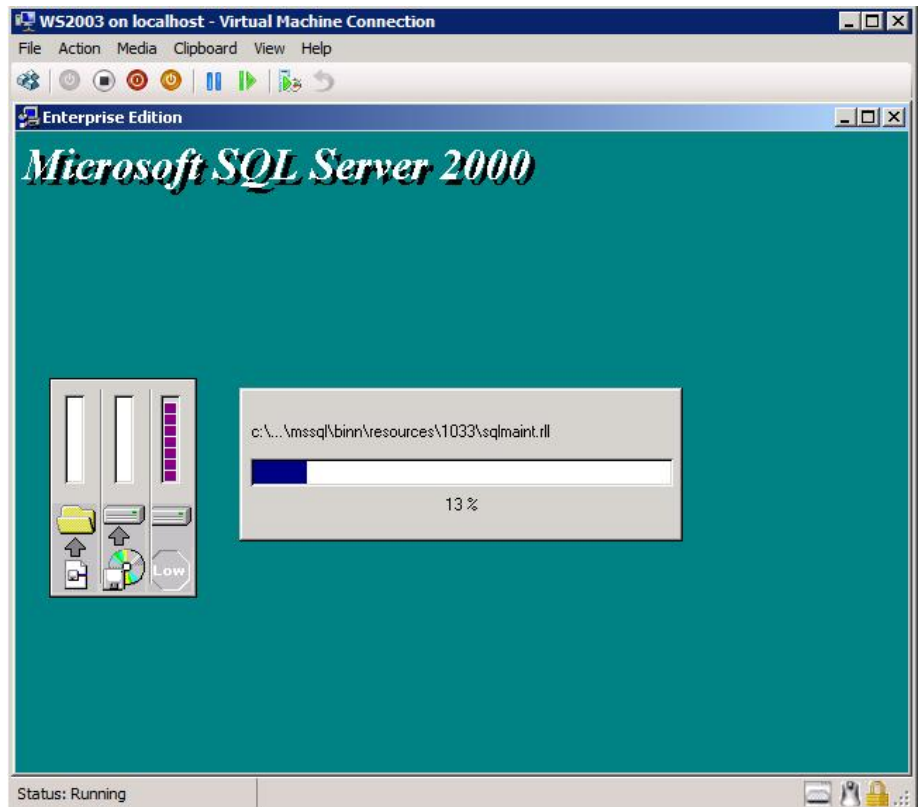 WS2003 on localhost - Virtual Machine Connection
File Action Media Clipboard View Help
Enterprise Edition
Microsoft SQL Server 2000
c:\...\mssql\binn\resources\1033\sqlmaint.rll
13 %
Low
Status: Running